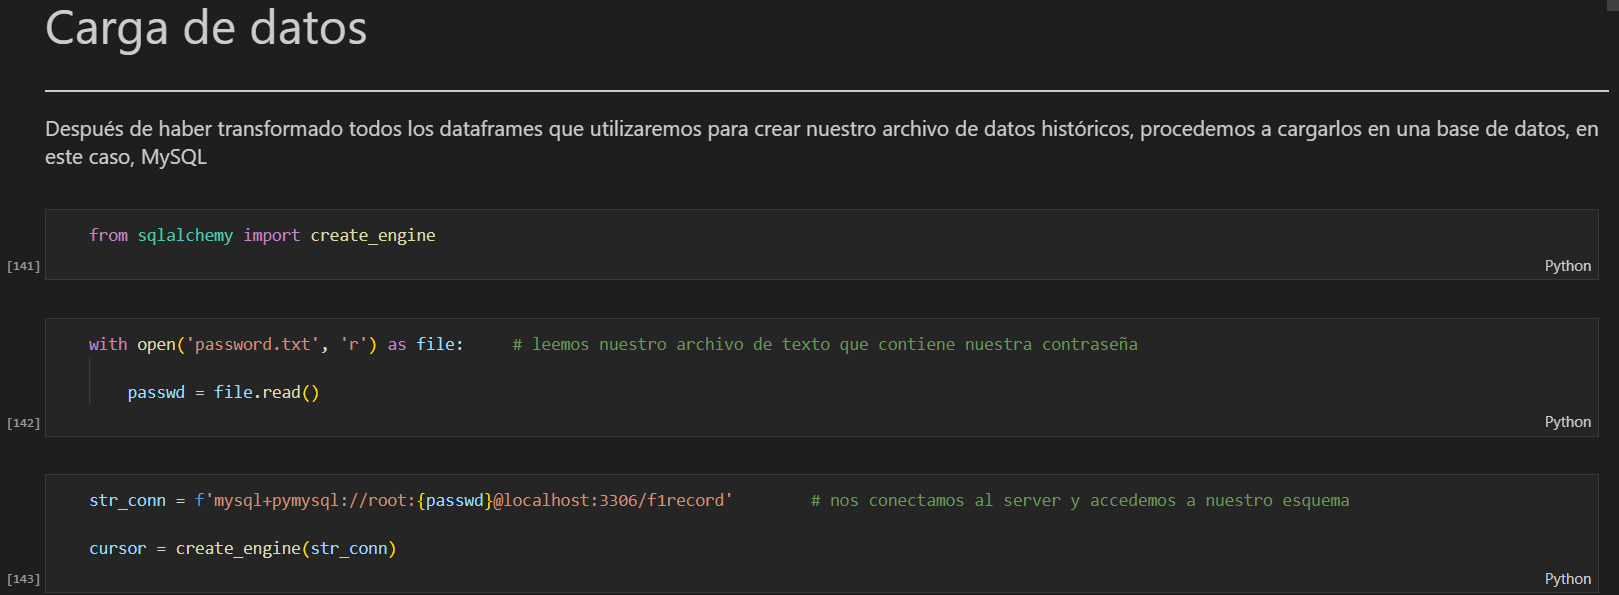 Carga de datos
Después de haber transformado todos los dataframes que utilizaremos para crear nuestro archivo de datos históricos, procedemos a cargarlos en una base de datos, en
este caso, MySQL
from sqlalchemy import create_engine
[141]
Python
with open('password.txt', 'r') as file:     # leemos nuestro archivo de texto que contiene nuestra contraseña
    passwd = file.read()
[142]
Python
str_conn = f'mysql+pymysql://root:{passwd}@localhost:3306/f1record'        # nos conectamos al server y accedemos a nuestro esquema
cursor = create_engine(str_conn)
[143]
Python